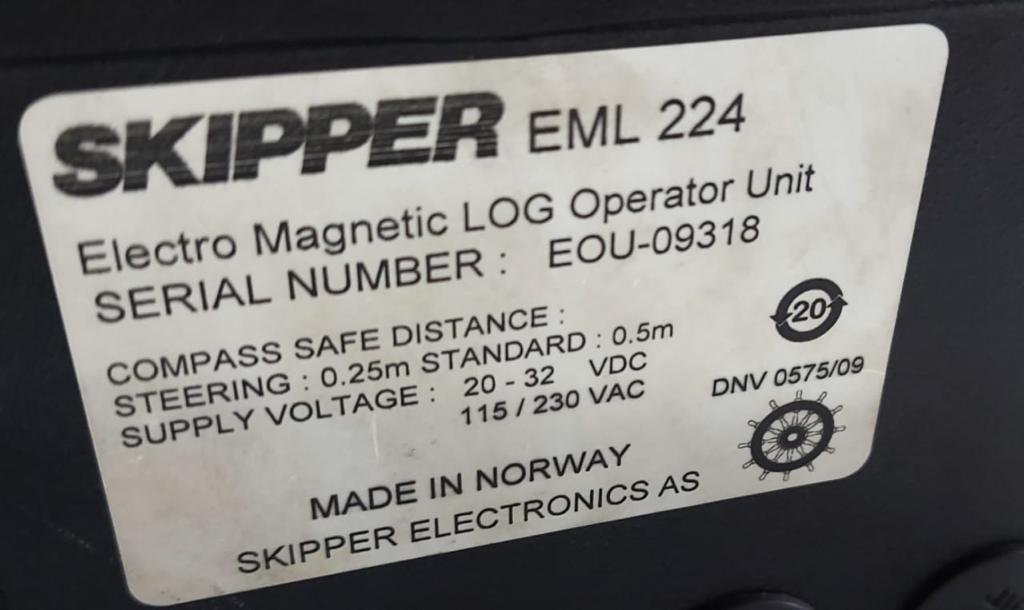 SKIPPER EML 224
Electro Magnetic LOG Operator Unit
SERIAL NUMBER : EOU-09318
COMPASS SAFE DISTANCE :
STEERING : 0.25m STANDARD : 0.5m
SUPPLY VOLTAGE : 20 - 32 VDC
115 / 230 VAC
20
DNV 0575/09
MADE IN NORWAY
SKIPPER ELECTRONICS AS